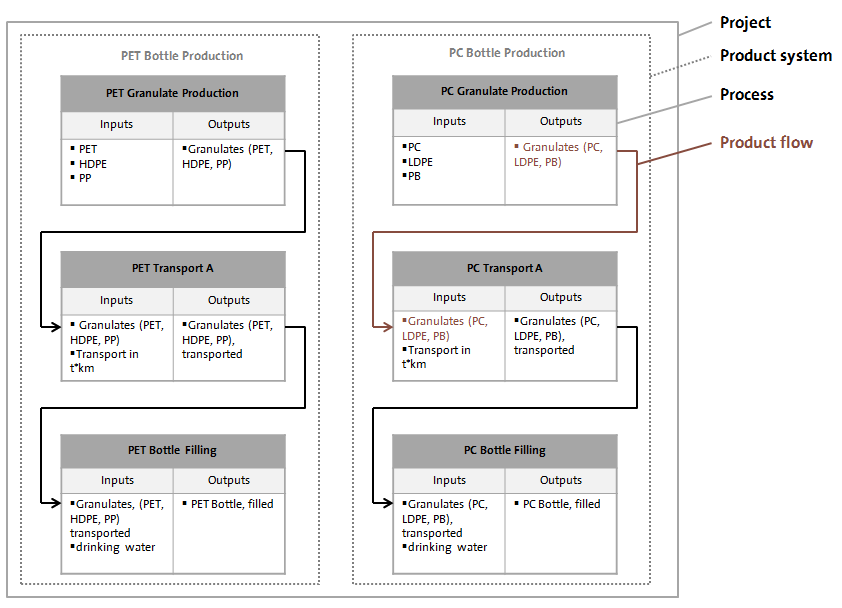 Project
Product system
Process
Product flow
PET Bottle Production
PET Granulate Production
Inputs
Outputs
▪ PET
▪ HDPE
▪ PP
▪Granulates (PET,
HDPE, PP)
PET Transport A
Inputs
Outputs
▪ Granulates (PET,
HDPE, PP)
▪Transport in
t*km
▪Granulates (PET,
HDPE, PP),
transported
PET Bottle Filling
Inputs
Outputs
▪Granulates, (PET,
HDPE, PP)
transported
▪drinking water
▪ PET Bottle, filled
PC Bottle Production
PC Granulate Production
Inputs
Outputs
▪PC
▪LDPE
▪PB
▪ Granulates (PC,
LDPE, PB)
PC Transport A
Inputs
Outputs
▪Granulates (PC,
LDPE, PB)
▪Transport in
t*km
▪Granulates (PC,
LDPE, PB),
transported
PC Bottle Filling
Inputs
Outputs
▪Granulates (PC,
LDPE, PB),
transported
▪drinking water
▪ PC Bottle, filled